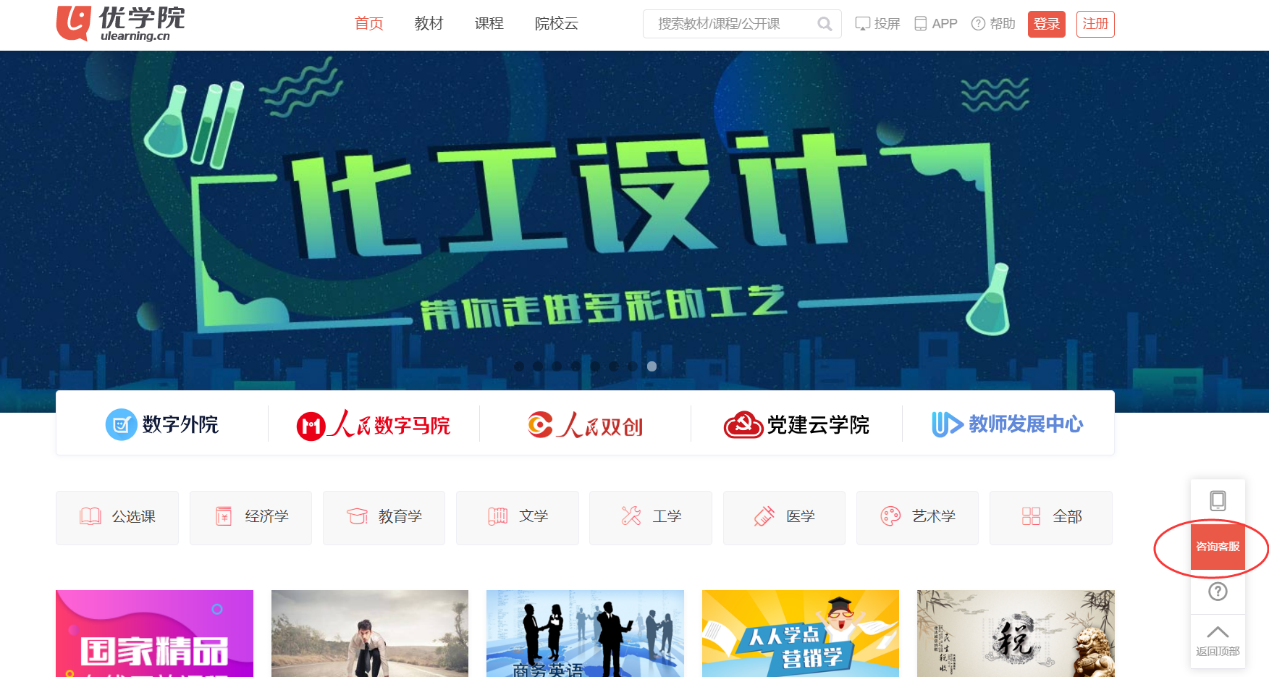 优学院
ulearning.cn
首页 教材 课程 院校云
搜索教材/课程/公开课
投屏 APP 帮助 登录 注册
化工设计
带你走进多彩的工艺
数字外院 人民数字马院 人民双创 党建云学院 教师发展中心
公选课 经济学 教育学 文学 工学 医学 艺术学 全部
咨询客服
返回顶部
国家精品
商务英语
人人学点
营销学
税